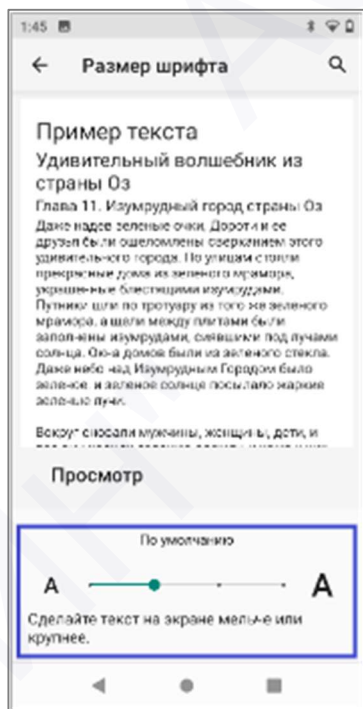 1:45
Размер шрифта
Пример текста
Удивительный волшебник из
страны Оз
Глава 11. Изумрудный город страны Оз
Даже надев зеленые очки, Дороти и ее
друзья были ошеломлены сверканием этого
удивительного города. По улицам стояли
прекрасные дома из зеленого мрамора,
украшенные блестящими изумрудами.
Путники шли по тротуару из того же зеленого
мрамора, а щели между плитами были
заполнены изумрудами, сиявшими под лучами
солнца. Окна домов были из зеленого стекла.
Даже небо над Изумрудным Городом было
зеленое, и зеленое солнце посылало жаркие
зеленые лучи.
Вокруг сновали мужчины, женщины, дети, и
Просмотр
По умолчанию
A A
Сделайте текст на экране мельче или
крупнее.